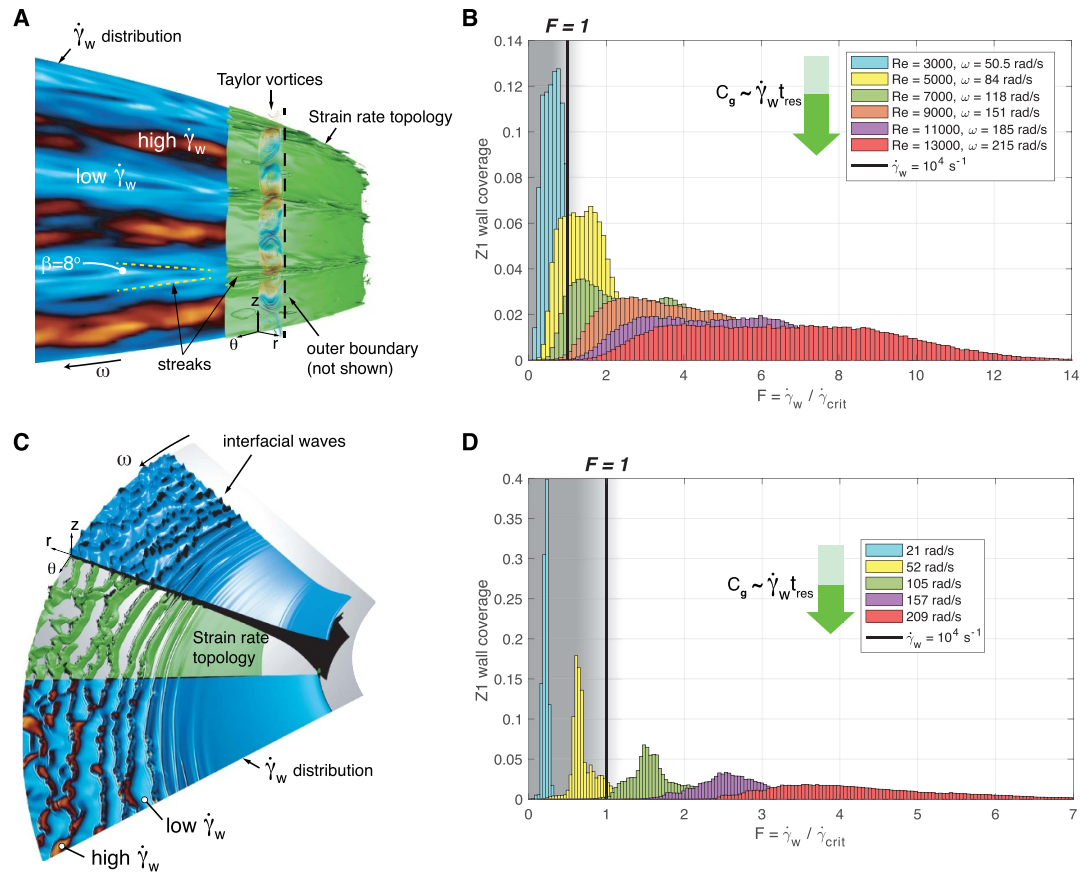 A
γ̇w distribution
Taylor vortices
Strain rate topology
high γ̇w
low γ̇w
β=8°
z
θ
r
streaks
outer boundary
(not shown)
ω
B
F = 1
0.14
0.12
0.1
0.08
0.06
0.04
0.02
0
Z1 wall coverage
Cg ~ γ̇w tres
Re = 3000, ω = 50.5 rad/s
Re = 5000, ω = 84 rad/s
Re = 7000, ω = 118 rad/s
Re = 9000, ω = 151 rad/s
Re = 11000, ω = 185 rad/s
Re = 13000, ω = 215 rad/s
γ̇w = 10⁴ s⁻¹
0 2 4 6 8 10 12 14
F = γ̇w / γ̇crit
C
interfacial waves
ω
z
r
θ
Strain rate
topology
γ̇w distribution
low γ̇w
high γ̇w
D
F = 1
0.4
0.35
0.3
0.25
0.2
0.15
0.1
0.05
0
Z1 wall coverage
Cg ~ γ̇w tres
21 rad/s
52 rad/s
105 rad/s
157 rad/s
209 rad/s
γ̇w = 10⁴ s⁻¹
0 1 2 3 4 5 6 7
F = γ̇w / γ̇crit